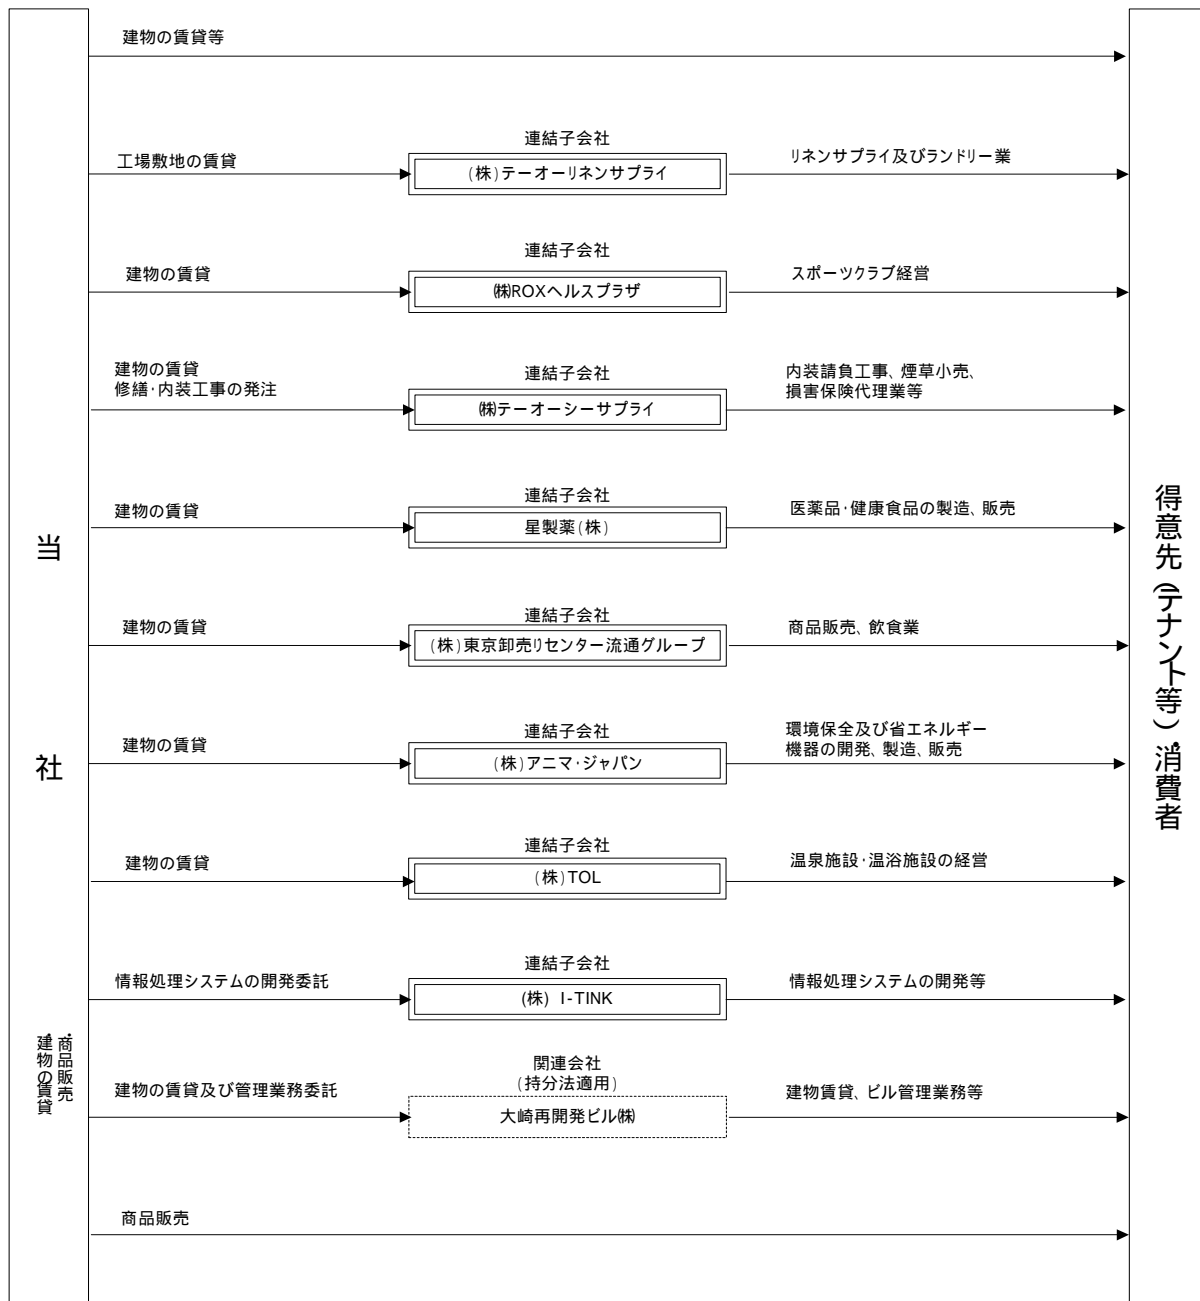 建物の賃貸等
連結子会社
工場敷地の賃貸
(株)テーオーリネンサプライ
リネンサプライ及びランドリー業
連結子会社
建物の賃貸
㈱ROXヘルスプラザ
スポーツクラブ経営
建物の賃貸
修繕・内装工事の発注
連結子会社
㈱テーオーシーサプライ
内装請負工事、煙草小売、
損害保険代理業等
連結子会社
建物の賃貸
星製薬(株)
医薬品・健康食品の製造、販売
当社
得意先(テナント等)・消費者
連結子会社
建物の賃貸
(株)東京卸売りセンター流通グループ
商品販売、飲食業
連結子会社
建物の賃貸
(株)アニマ・ジャパン
環境保全及び省エネルギー
機器の開発、製造、販売
連結子会社
建物の賃貸
(株)TOL
温泉施設・温浴施設の経営
連結子会社
情報処理システムの開発委託
(株) I-TINK
情報処理システムの開発等
・商品販売
・建物の賃貸
関連会社
(持分法適用)
建物の賃貸及び管理業務委託
大崎再開発ビル㈱
建物賃貸、ビル管理業務等
商品販売